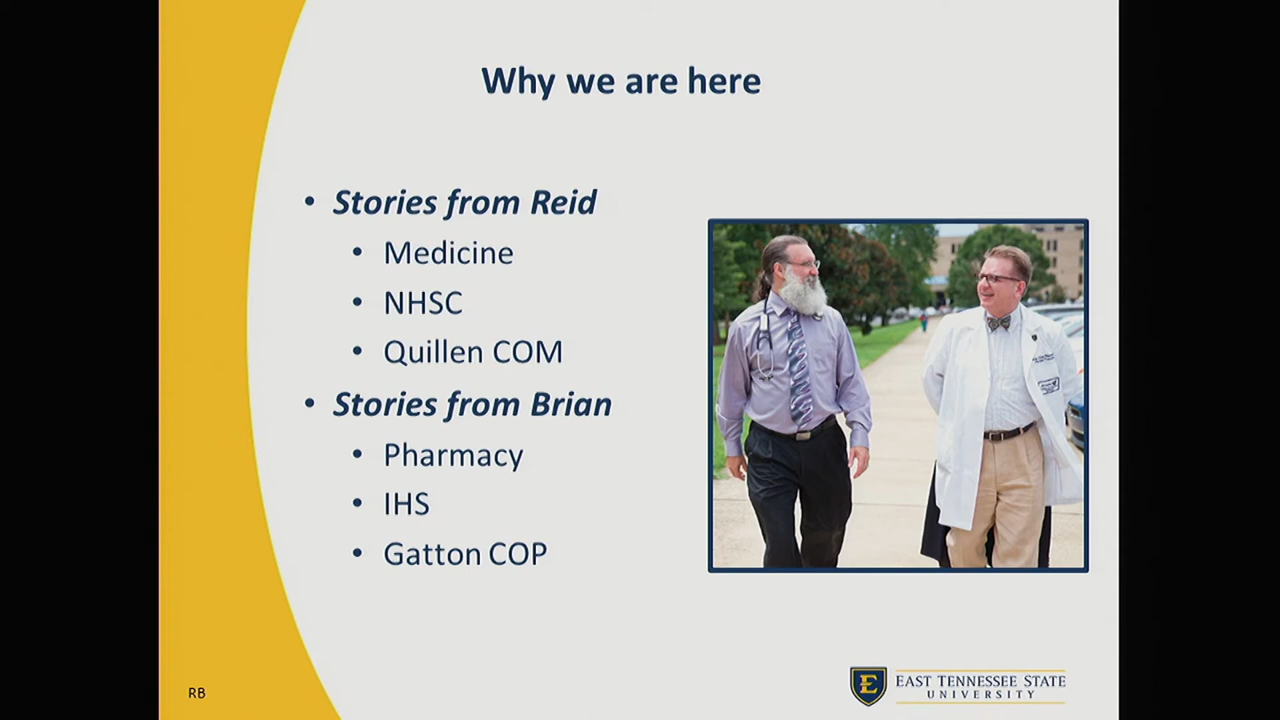 Why we are here
• Stories from Reid
• Medicine
• NHSC
• Quillen COM
• Stories from Brian
• Pharmacy
• IHS
• Gatton COP
RB
E
EAST TENNESSEE STATE
UNIVERSITY